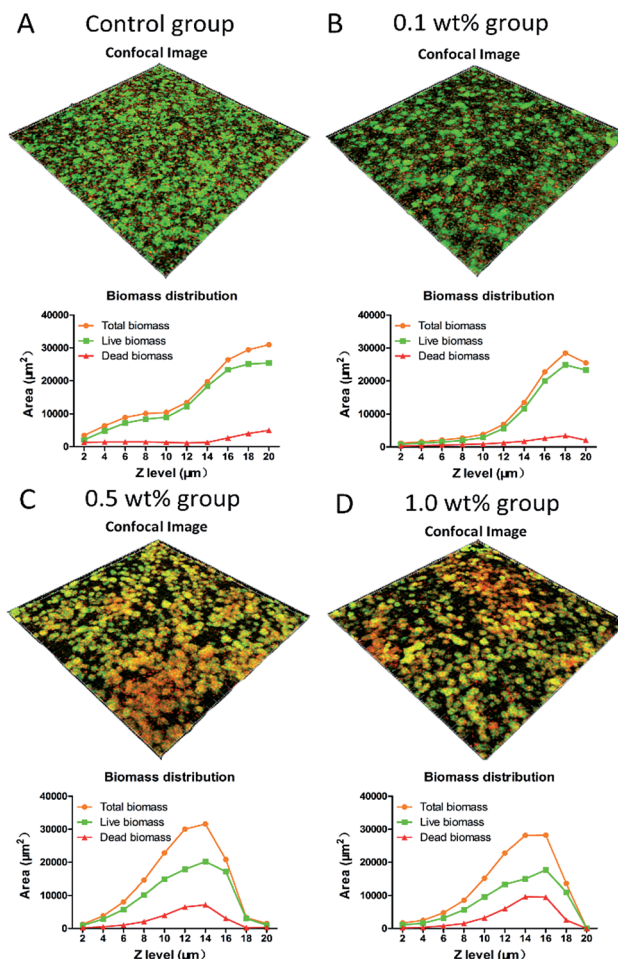 A Control group
Confocal Image
Biomass distribution
40000
30000
20000
10000
0
Total biomass
Live biomass
Dead biomass
Area (µm²)
2 4 6 8 10 12 14 16 18 20
Z level (µm)
B 0.1 wt% group
Confocal Image
Biomass distribution
40000
30000
20000
10000
0
Total biomass
Live biomass
Dead biomass
Area (µm²)
2 4 6 8 10 12 14 16 18 20
Z level (µm)
C 0.5 wt% group
Confocal Image
Biomass distribution
40000
30000
20000
10000
0
Total biomass
Live biomass
Dead biomass
Area (µm²)
2 4 6 8 10 12 14 16 18 20
Z level (µm)
D 1.0 wt% group
Confocal Image
Biomass distribution
40000
30000
20000
10000
0
Total biomass
Live biomass
Dead biomass
Area (µm²)
2 4 6 8 10 12 14 16 18 20
Z level (µm)